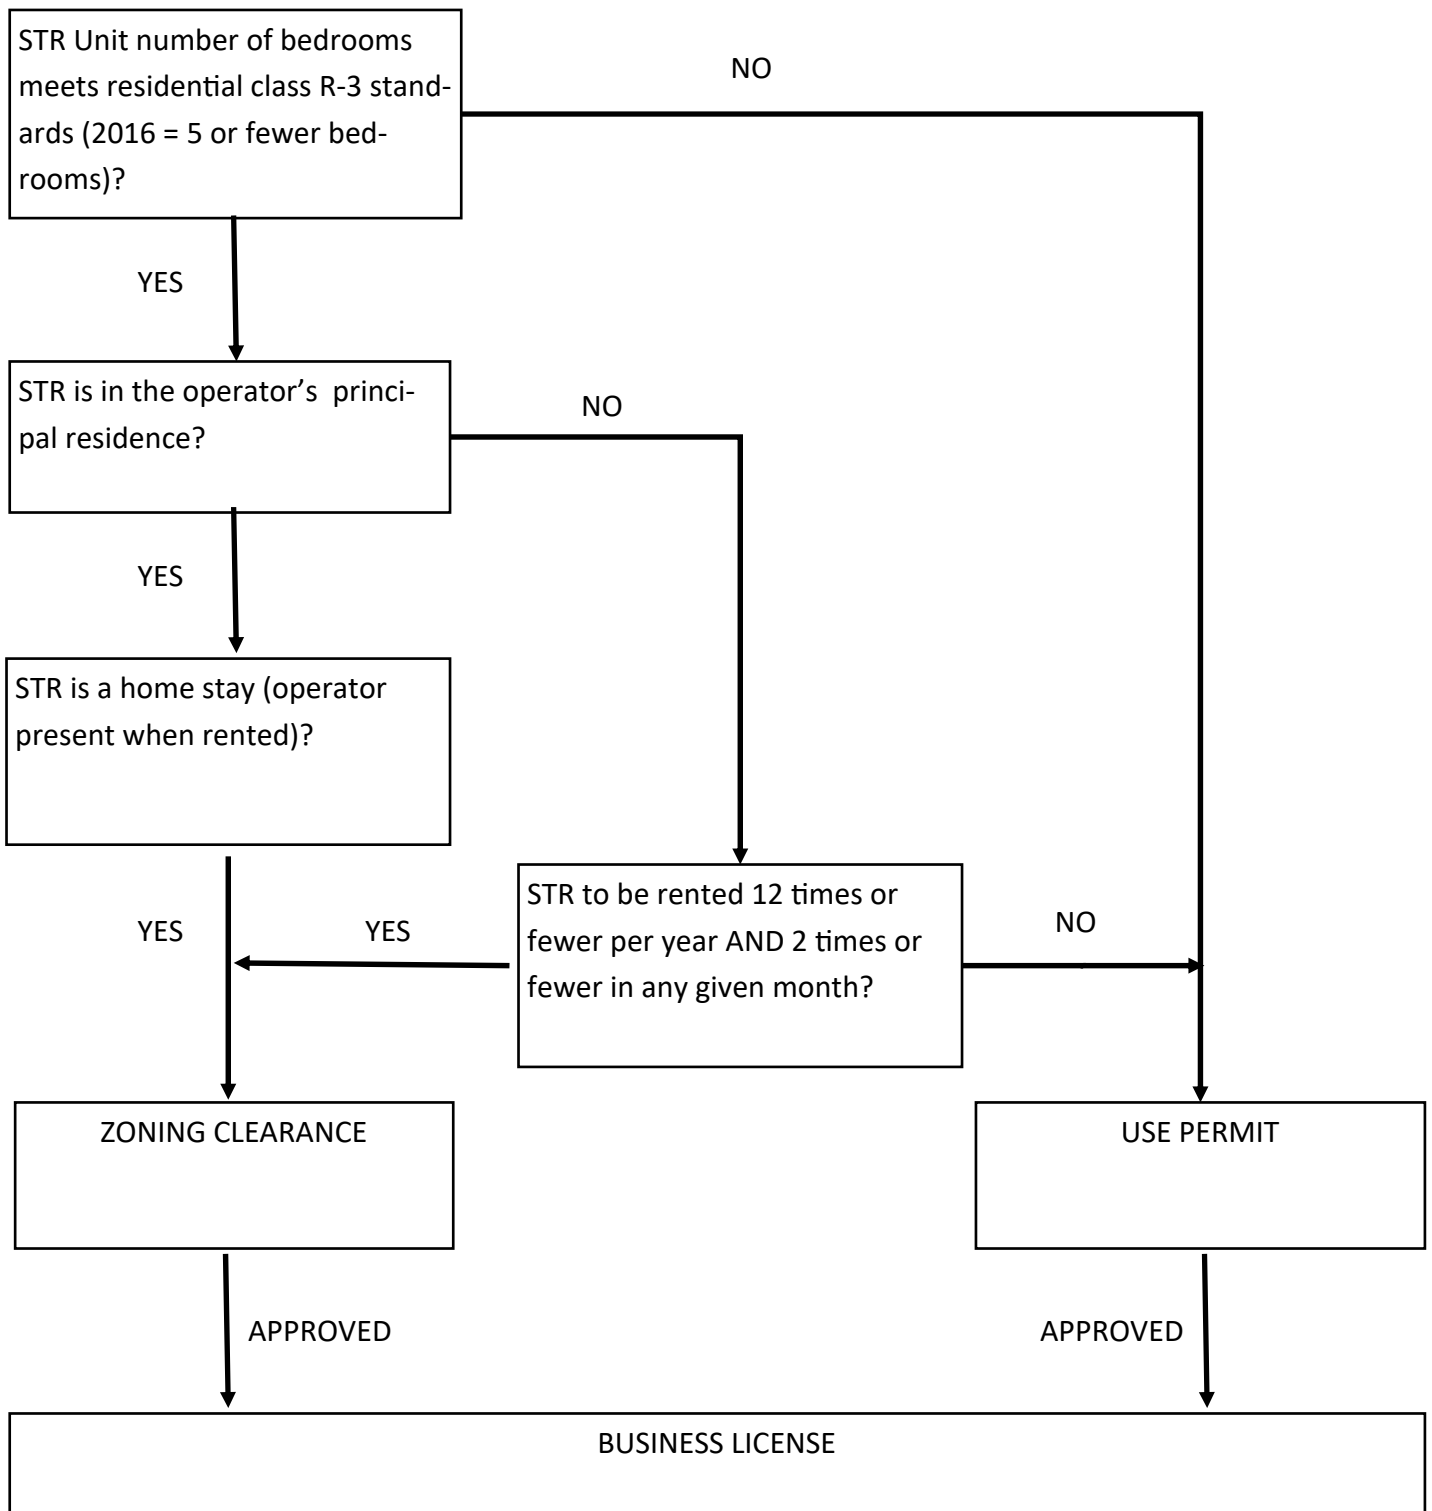 STR Unit number of bedrooms
meets residential class R-3 stand-
ards (2016 = 5 or fewer bed-
rooms)?
NO
YES
STR is in the operator’s  princi-
pal residence?
NO
YES
STR is a home stay (operator
present when rented)?
YES
YES
STR to be rented 12 times or
fewer per year AND 2 times or
fewer in any given month?
NO
ZONING CLEARANCE
USE PERMIT
APPROVED
APPROVED
BUSINESS LICENSE